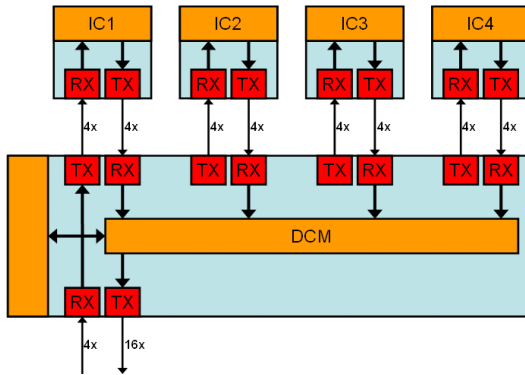 IC1 IC2 IC3 IC4
RX TX RX TX RX TX RX TX
4x 4x 4x 4x 4x 4x 4x 4x
TX RX TX RX TX RX TX RX
DCM
RX TX
4x 16x